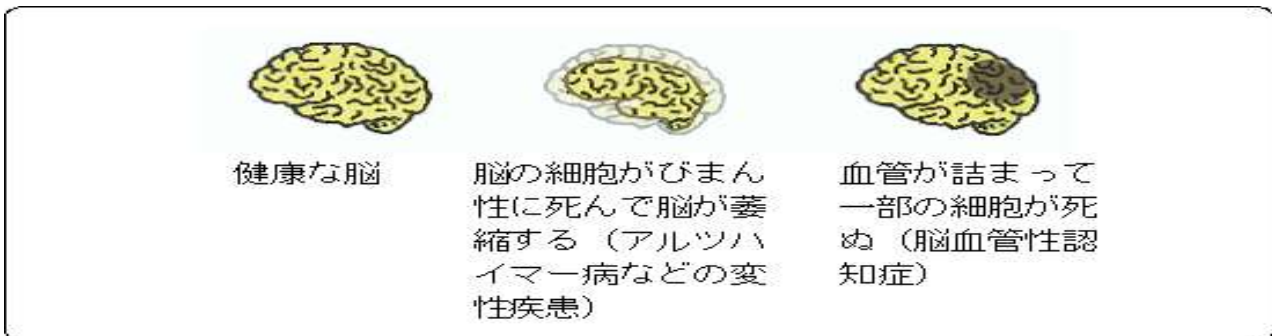 健康な脳
脳の細胞がびまん
性に死んで脳が萎
縮する（アルツハ
イマー病などの変
性疾患）
血管が詰まって
一部の細胞が死
ぬ（脳血管性認
知症）